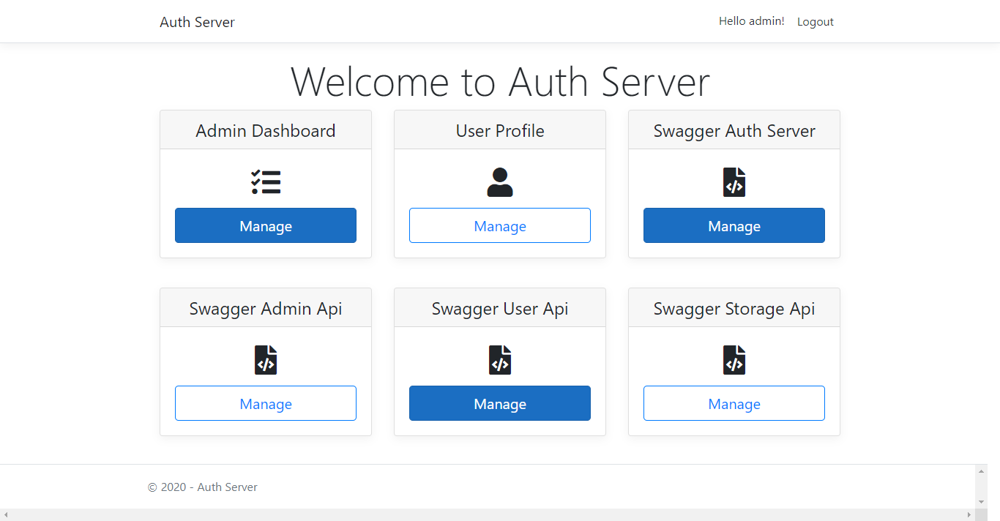 Auth Server
Hello admin! Logout
Welcome to Auth Server
Admin Dashboard
Manage
User Profile
Manage
Swagger Auth Server
Manage
Swagger Admin Api
Manage
Swagger User Api
Manage
Swagger Storage Api
Manage
© 2020 - Auth Server